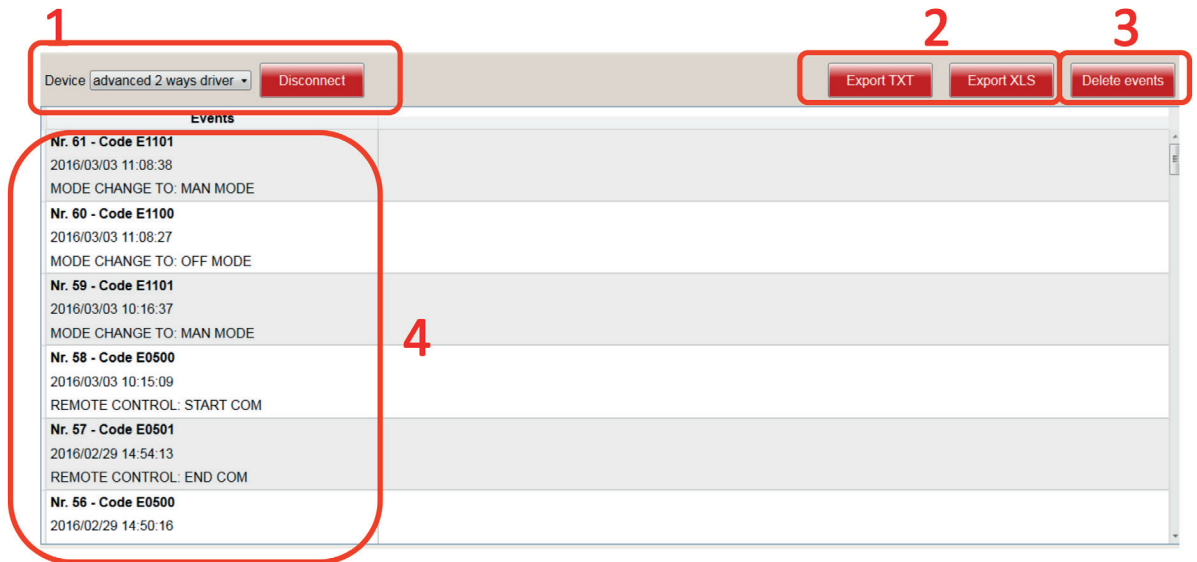 1
2
3
Device advanced 2 ways driver Disconnect Export TXT Export XLS Delete events
Events
Nr. 61 - Code E1101
2016/03/03 11:08:38
MODE CHANGE TO: MAN MODE
Nr. 60 - Code E1100
2016/03/03 11:08:27
MODE CHANGE TO: OFF MODE
Nr. 59 - Code E1101
2016/03/03 10:16:37
MODE CHANGE TO: MAN MODE
4
Nr. 58 - Code E0500
2016/03/03 10:15:09
REMOTE CONTROL: START COM
Nr. 57 - Code E0501
2016/02/29 14:54:13
REMOTE CONTROL: END COM
Nr. 56 - Code E0500
2016/02/29 14:50:16